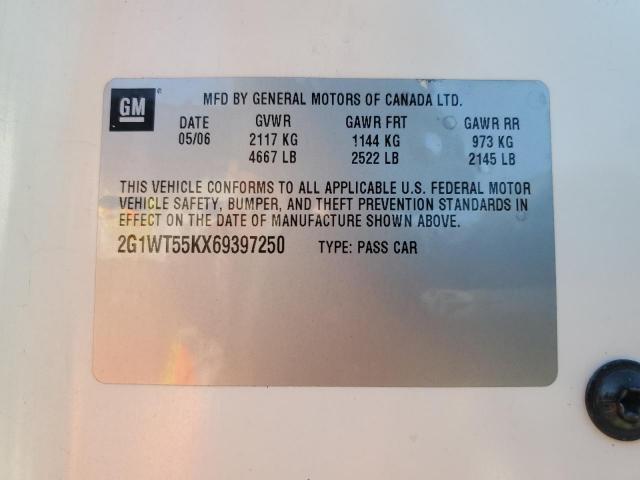 GM ® MFD BY GENERAL MOTORS OF CANADA LTD.
DATE GVWR GAWR FRT GAWR RR
05/06 2117 KG 1144 KG 973 KG
4667 LB 2522 LB 2145 LB
THIS VEHICLE CONFORMS TO ALL APPLICABLE U.S. FEDERAL MOTOR
VEHICLE SAFETY, BUMPER, AND THEFT PREVENTION STANDARDS IN
EFFECT ON THE DATE OF MANUFACTURE SHOWN ABOVE.
2G1WT55KX69397250 TYPE: PASS CAR